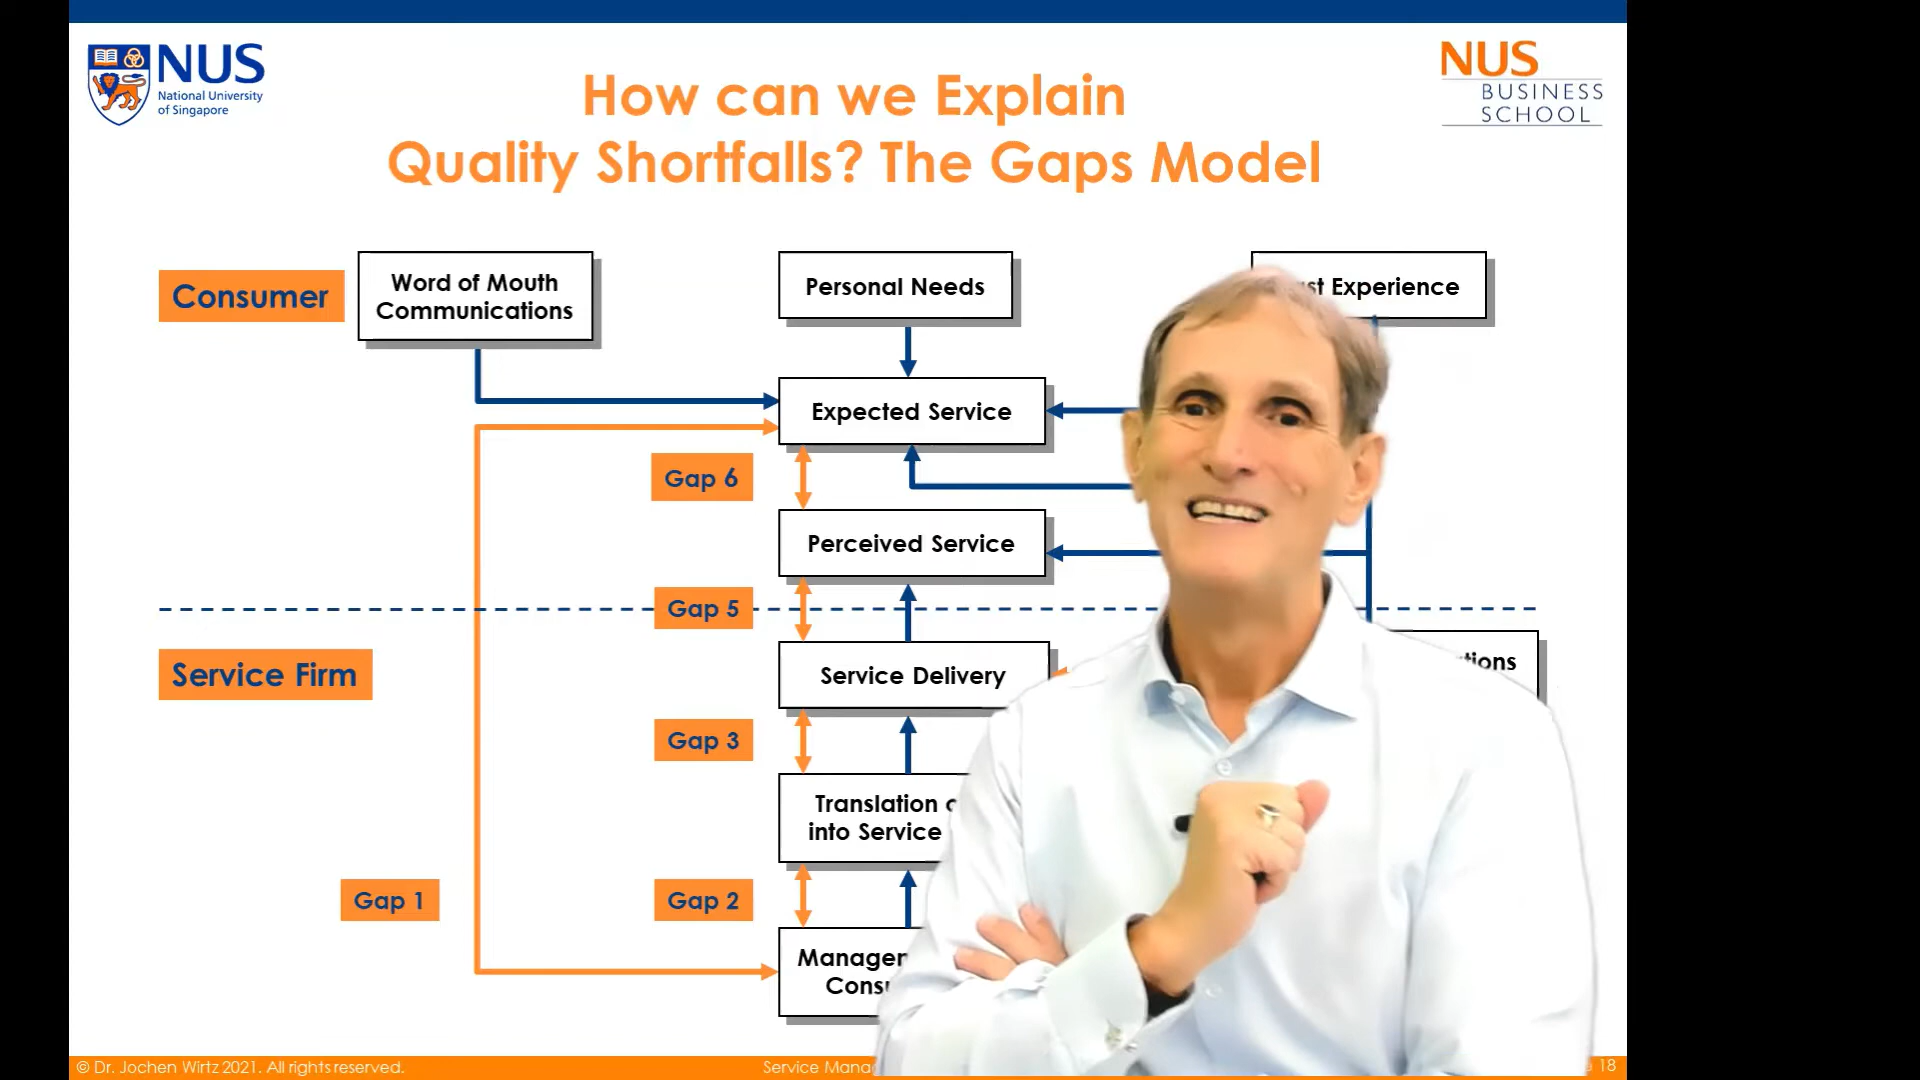 NUS
National University
of Singapore
NUS
BUSINESS
SCHOOL
How can we Explain
Quality Shortfalls? The Gaps Model
Consumer
Word of Mouth
Communications
Personal Needs
Experience
Expected Service
Gap 6
Perceived Service
Gap 5
Service Firm
Service Delivery
Gap 3
Translation
into Service
Gap 1
Gap 2
© Dr. Jochen Wirtz 2021. All rights reserved.
Service
18